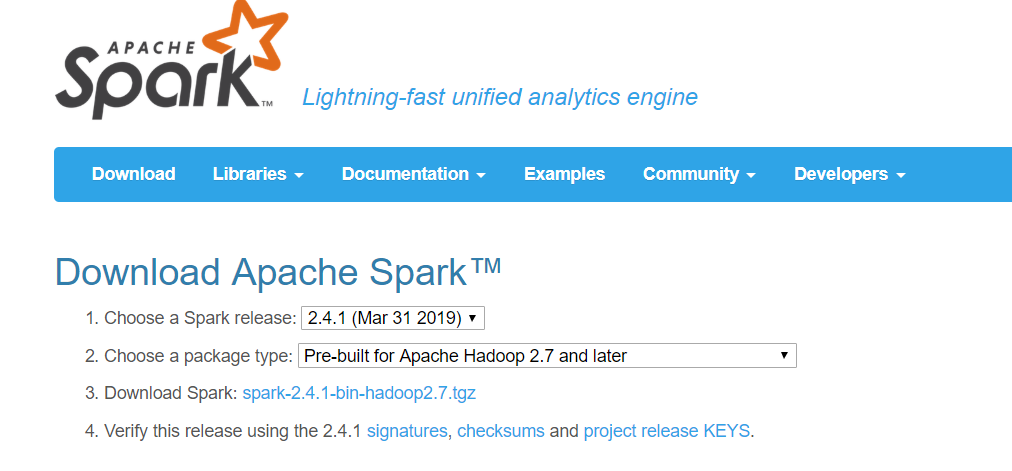 APACHE
Spark™
Lightning-fast unified analytics engine
Download Libraries Documentation Examples Community Developers
Download Apache Spark™
1. Choose a Spark release: 2.4.1 (Mar 31 2019)
2. Choose a package type: Pre-built for Apache Hadoop 2.7 and later
3. Download Spark: spark-2.4.1-bin-hadoop2.7.tgz
4. Verify this release using the 2.4.1 signatures, checksums and project release KEYS.